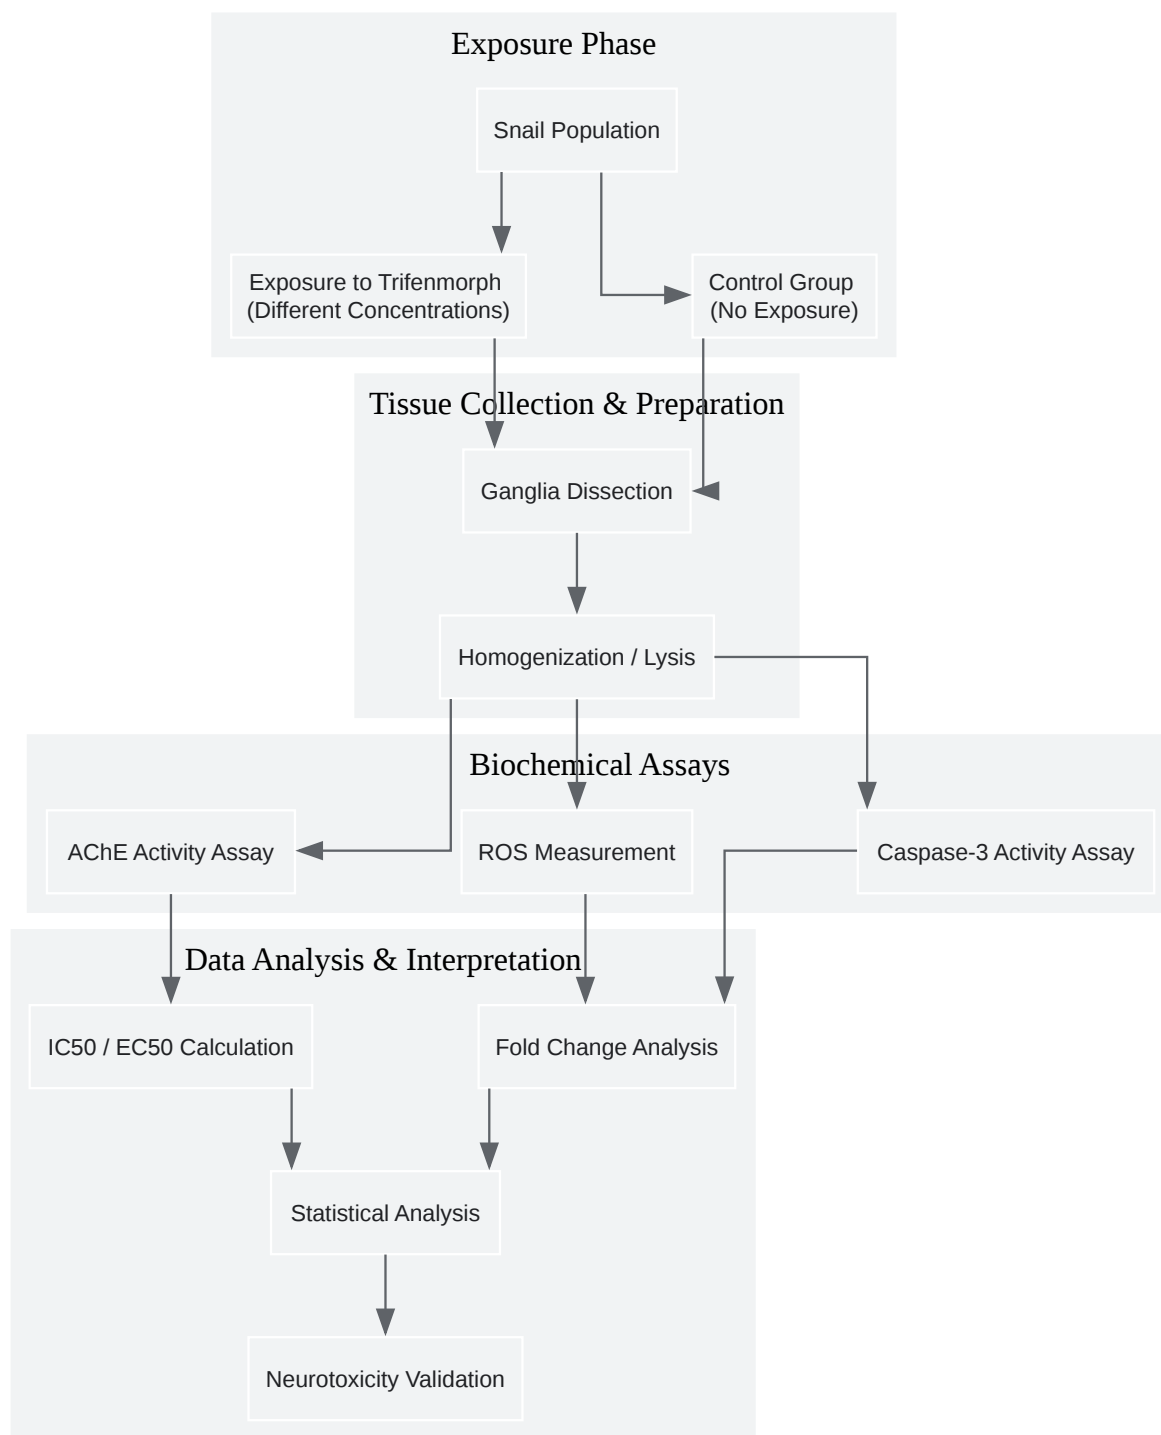 Exposure Phase
Snail Population
Exposure to Trifenmorph
(Different Concentrations)
Control Group
(No Exposure)
Tissue Collection & Preparation
Ganglia Dissection
Homogenization / Lysis
Biochemical Assays
AChE Activity Assay
ROS Measurement
Caspase-3 Activity Assay
Data Analysis & Interpretation
IC50 / EC50 Calculation
Fold Change Analysis
Statistical Analysis
Neurotoxicity Validation